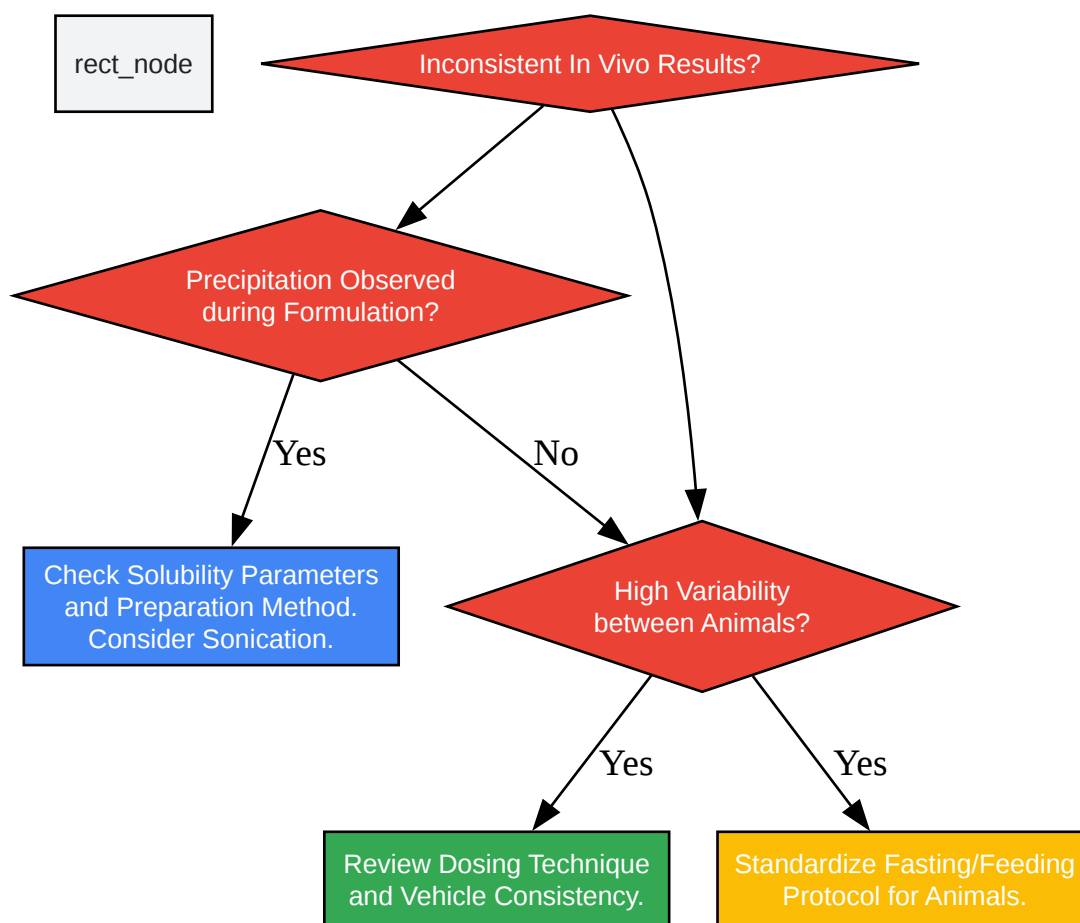 rect_node
Inconsistent In Vivo Results?
Precipitation Observed
during Formulation?
Yes
No
Check Solubility Parameters
and Preparation Method.
Consider Sonication.
High Variability
between Animals?
Yes
Yes
Review Dosing Technique
and Vehicle Consistency.
Standardize Fasting/Feeding
Protocol for Animals.